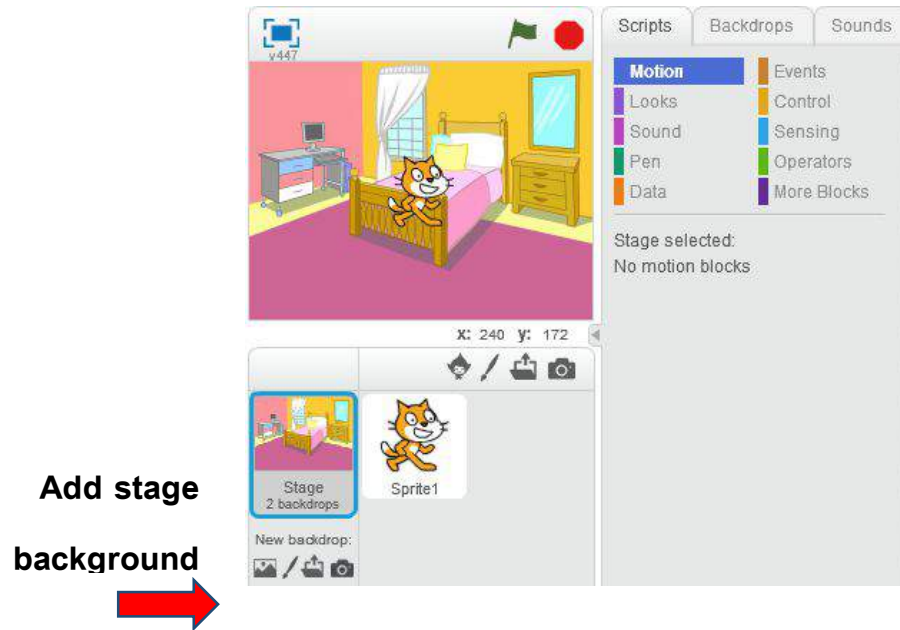 v447
Scripts Backdrops Sounds
Motion Events
Looks Control
Sound Sensing
Pen Operators
Data More Blocks
Stage selected:
No motion blocks
x: 240 y: 172
Stage
2 backdrops
Sprite1
New backdrop:
Add stage
background